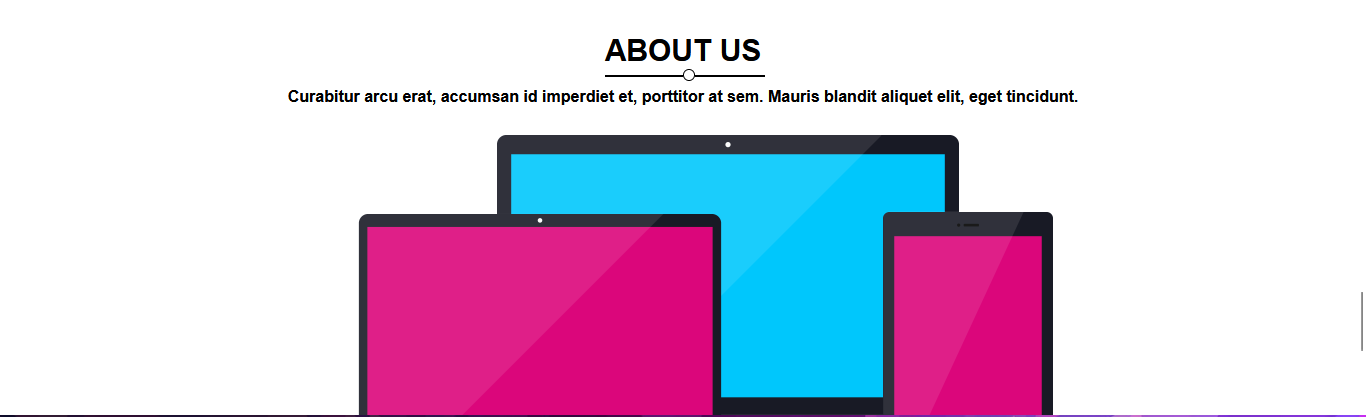 ABOUT US
Curabitur arcu erat, accumsan id imperdiet et, porttitor at sem. Mauris blandit aliquet elit, eget tincidunt.